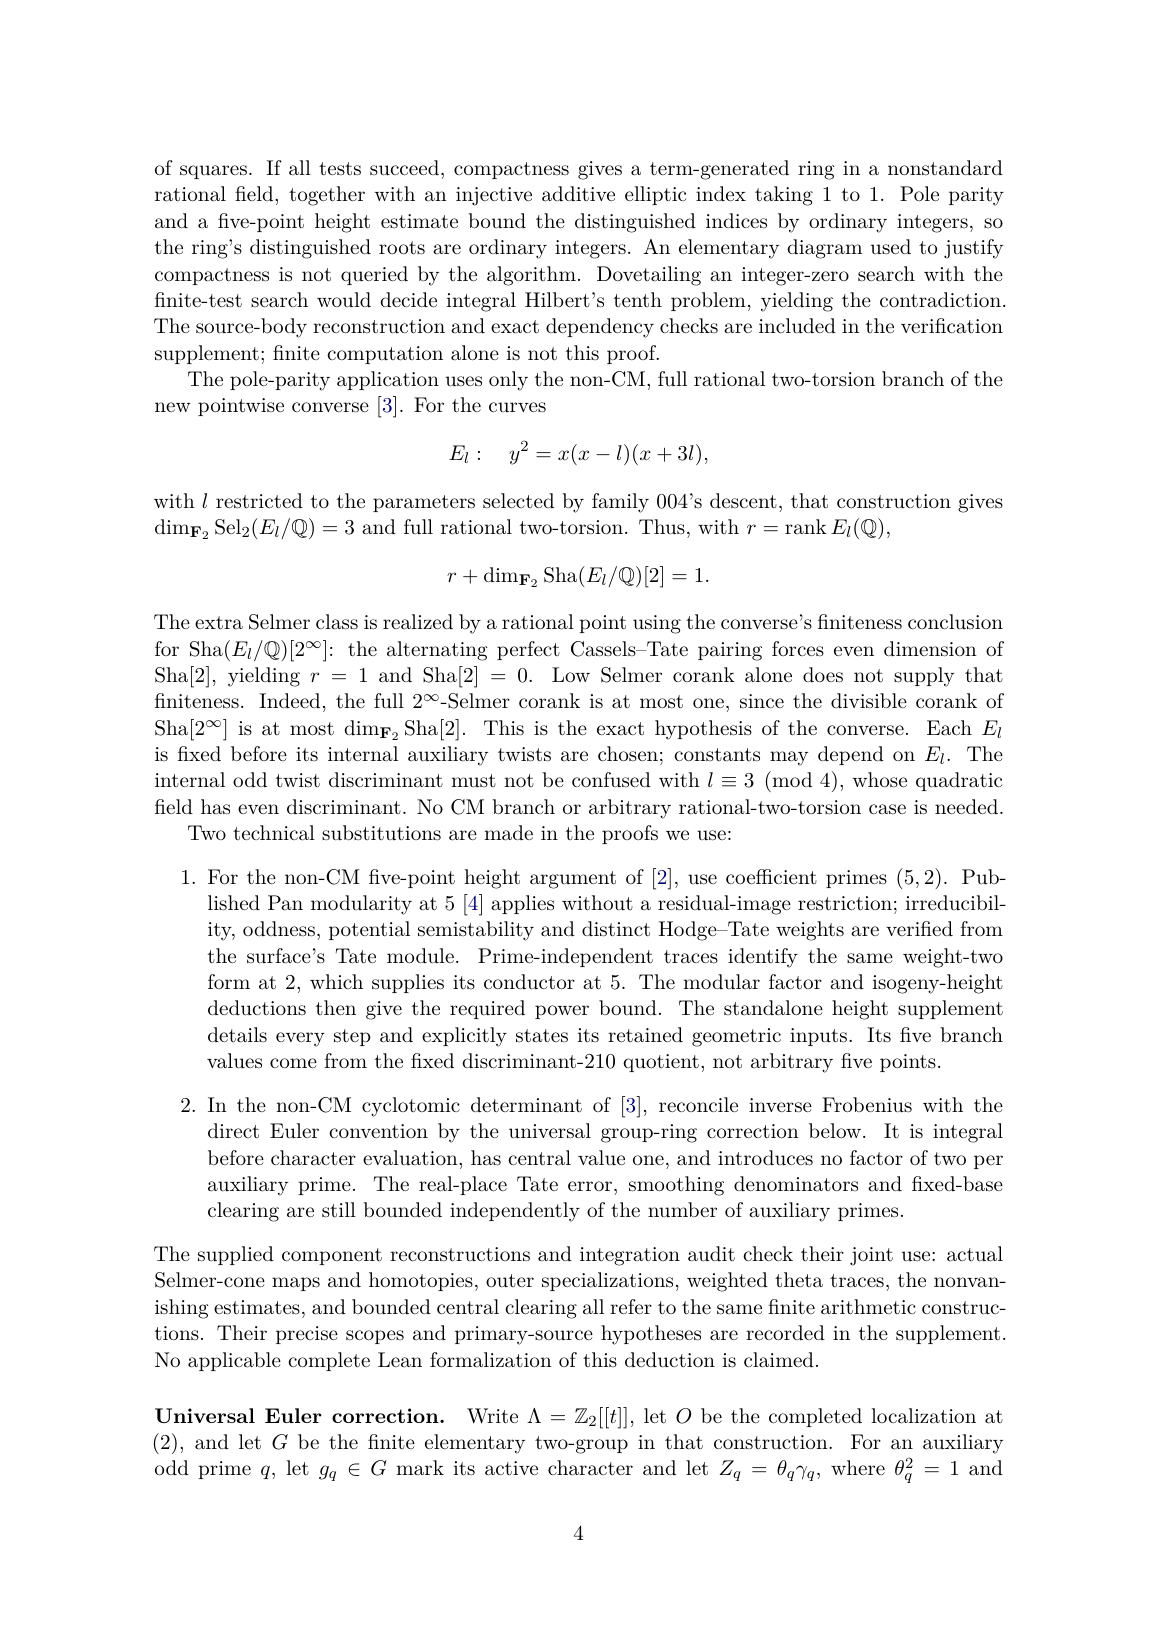 of squares. If all tests succeed, compactness gives a term-generated ring in a nonstandard
rational field, together with an injective additive elliptic index taking 1 to 1. Pole parity
and a five-point height estimate bound the distinguished indices by ordinary integers, so
the ring's distinguished roots are ordinary integers. An elementary diagram used to justify
compactness is not queried by the algorithm. Dovetailing an integer-zero search with the
finite-test search would decide integral Hilbert's tenth problem, yielding the contradiction.
The source-body reconstruction and exact dependency checks are included in the verification
supplement; finite computation alone is not this proof.
The pole-parity application uses only the non-CM, full rational two-torsion branch of the
new pointwise converse [3]. For the curves
E_l : y² = x(x − l)(x + 3l),
with l restricted to the parameters selected by family 004's descent, that construction gives
dim_{F_2} Sel_2(E_l/ℚ) = 3 and full rational two-torsion. Thus, with r = rank E_l(ℚ),
r + dim_{F_2} Sha(E_l/ℚ)[2] = 1.
The extra Selmer class is realized by a rational point using the converse's finiteness conclusion
for Sha(E_l/ℚ)[2^∞]: the alternating perfect Cassels–Tate pairing forces even dimension of
Sha[2], yielding r = 1 and Sha[2] = 0. Low Selmer corank alone does not supply that
finiteness. Indeed, the full 2^∞-Selmer corank is at most one, since the divisible corank of
Sha[2^∞] is at most dim_{F_2} Sha[2]. This is the exact hypothesis of the converse. Each E_l
is fixed before its internal auxiliary twists are chosen; constants may depend on E_l. The
internal odd twist discriminant must not be confused with l ≡ 3 (mod 4), whose quadratic
field has even discriminant. No CM branch or arbitrary rational-two-torsion case is needed.
Two technical substitutions are made in the proofs we use:
1. For the non-CM five-point height argument of [2], use coefficient primes (5, 2). Pub-
lished Pan modularity at 5 [4] applies without a residual-image restriction; irreducibil-
ity, oddness, potential semistability and distinct Hodge–Tate weights are verified from
the surface's Tate module. Prime-independent traces identify the same weight-two
form at 2, which supplies its conductor at 5. The modular factor and isogeny-height
deductions then give the required power bound. The standalone height supplement
details every step and explicitly states its retained geometric inputs. Its five branch
values come from the fixed discriminant-210 quotient, not arbitrary five points.
2. In the non-CM cyclotomic determinant of [3], reconcile inverse Frobenius with the
direct Euler convention by the universal group-ring correction below. It is integral
before character evaluation, has central value one, and introduces no factor of two per
auxiliary prime. The real-place Tate error, smoothing denominators and fixed-base
clearing are still bounded independently of the number of auxiliary primes.
The supplied component reconstructions and integration audit check their joint use: actual
Selmer-cone maps and homotopies, outer specializations, weighted theta traces, the nonvan-
ishing estimates, and bounded central clearing all refer to the same finite arithmetic construc-
tions. Their precise scopes and primary-source hypotheses are recorded in the supplement.
No applicable complete Lean formalization of this deduction is claimed.
Universal Euler correction. Write Λ = ℤ_2[[t]], let O be the completed localization at
(2), and let G be the finite elementary two-group in that construction. For an auxiliary
odd prime q, let g_q ∈ G mark its active character and let Z_q = θ_qγ_q, where θ_q² = 1 and
4